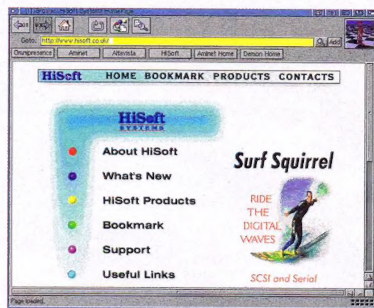 Goto: http://www.hisoft.co.uk/
Add
Omnipresence Aminet Altavista HiSoft Aminet Home Demon Home
HiSoft HOME BOOKMARK PRODUCTS CONTACTS
HiSoft
SYSTEMS
About HiSoft
What's New
HiSoft Products
Bookmark
Support
Useful Links
Surf Squirrel
RIDE
THE
DIGITAL
WAVES
SCSI and Serial
Page loaded.